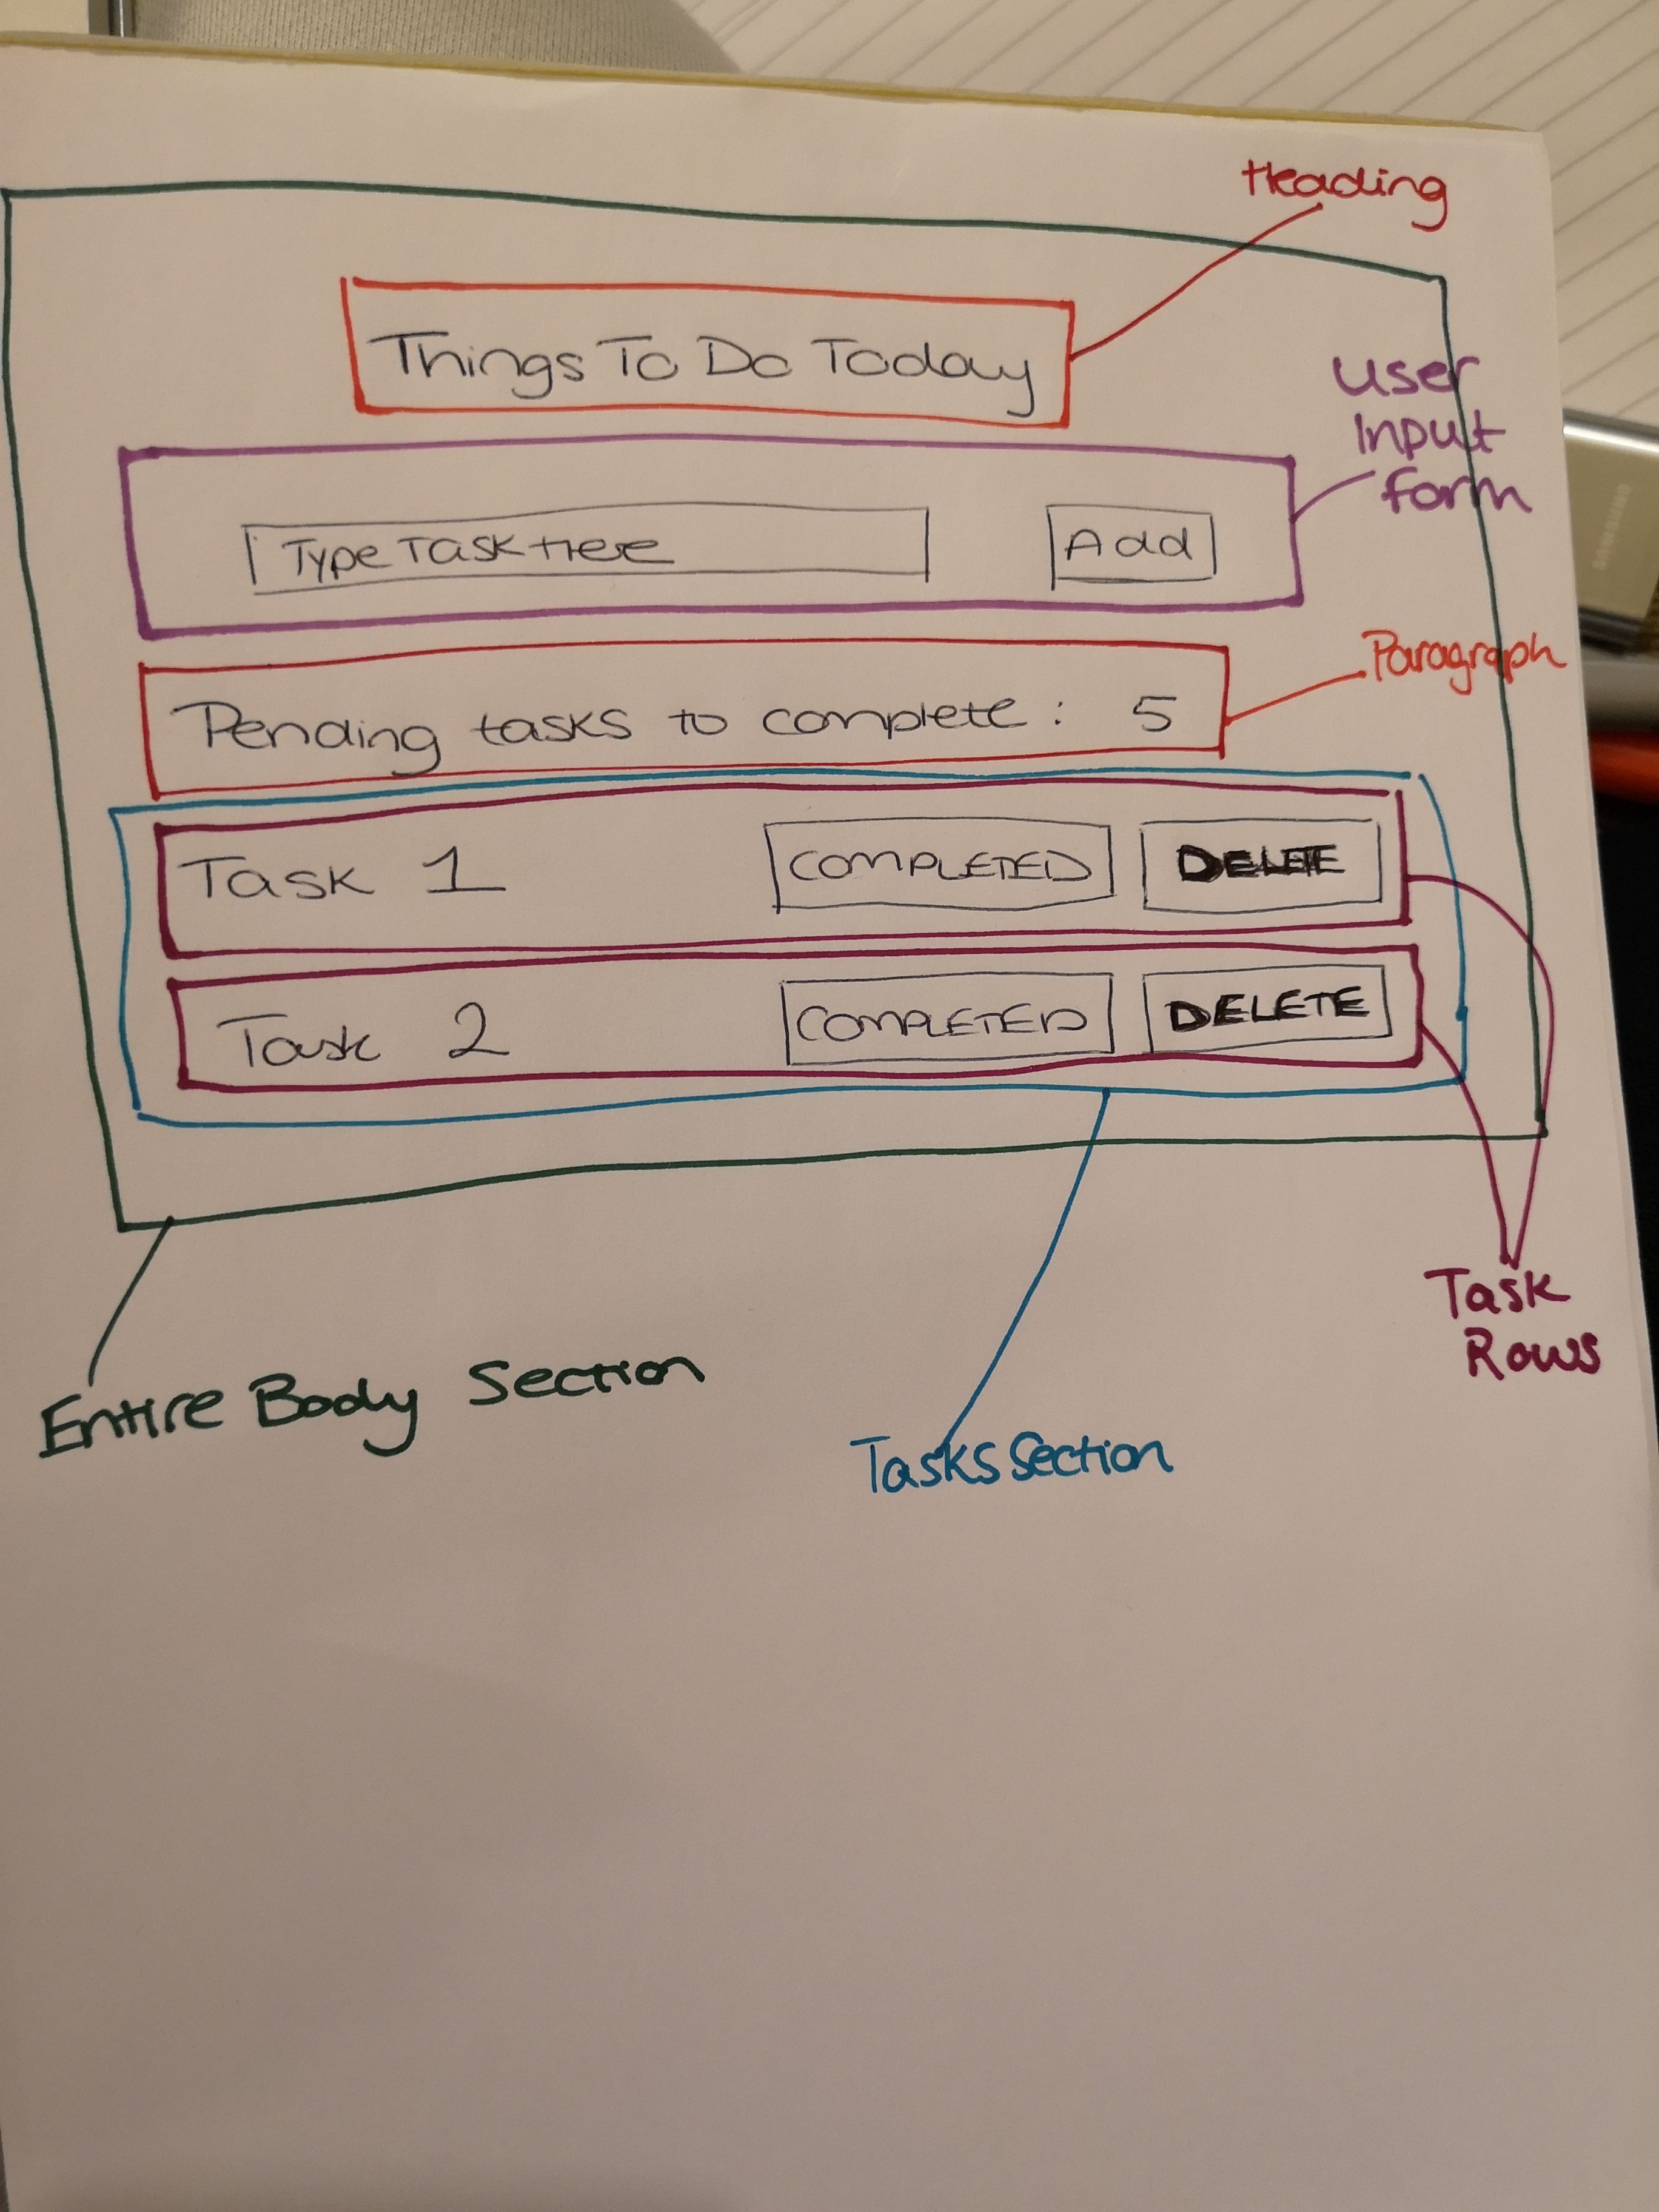 Heading
Things To Do Today
User
Input
form
Type Task Here
Add
Paragraph
Pending tasks to complete : 5
Task 1 COMPLETED DELETE
Task 2 COMPLETED DELETE
Task
Rows
Entire Body Section
Tasks Section
SAMSUNG